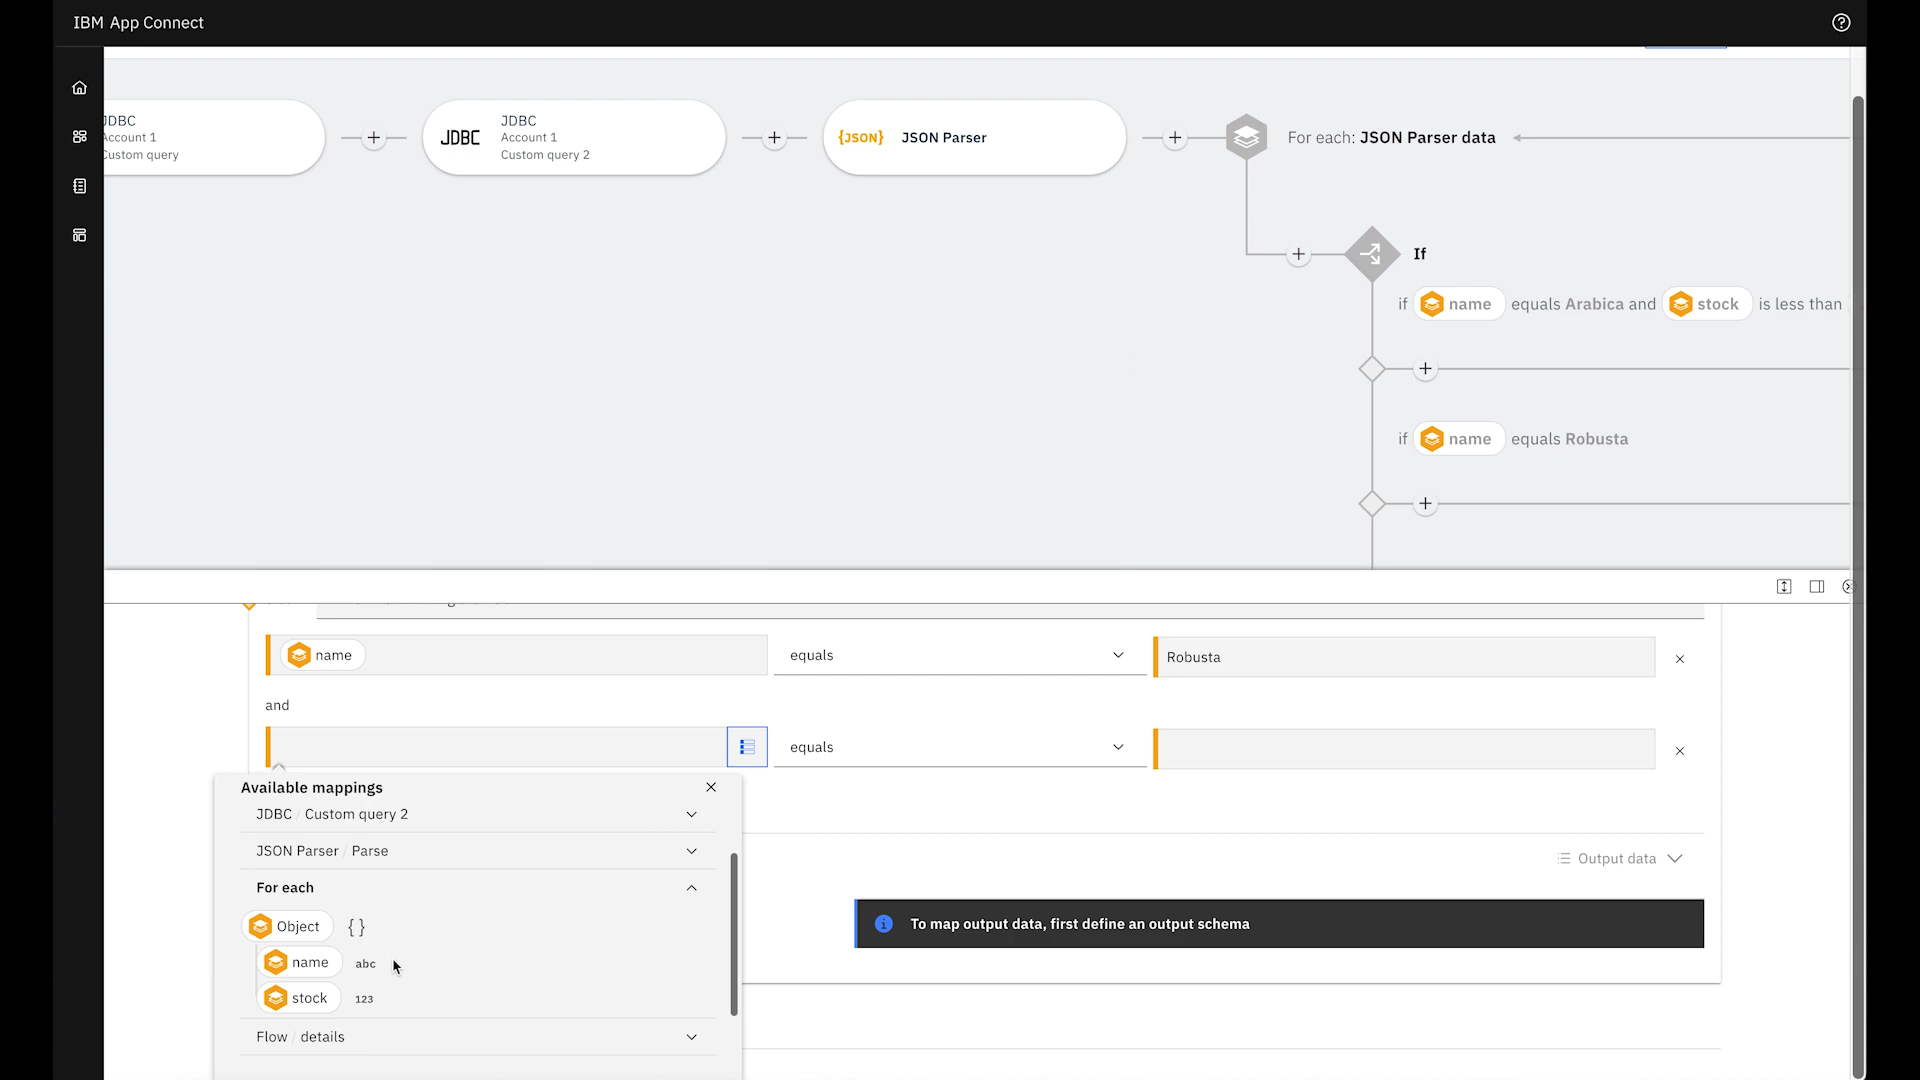 IBM App Connect
JDBC
Account 1
Custom query
JDBC
JDBC
Account 1
Custom query 2
{JSON}
JSON Parser
For each: JSON Parser data
If
if name equals Arabica and stock is less than
if name equals Robusta
name
equals
Robusta
and
equals
Available mappings
JDBC / Custom query 2
JSON Parser / Parse
For each
Object { }
name abc
stock 123
Flow / details
Output data
To map output data, first define an output schema